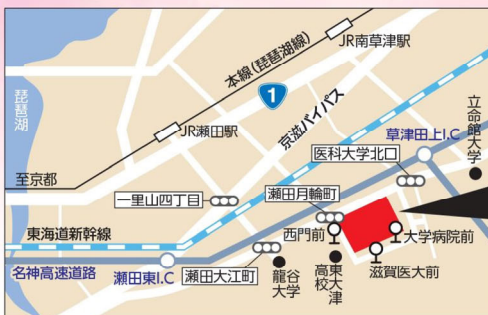 JR南草津駅
本線(琵琶湖線)
琵琶湖
1
京滋バイパス
立命館大学
JR瀬田駅
草津田上I.C
医科大学北口
至京都
一里山四丁目
瀬田月輪町
東海道新幹線
西門前
大学病院前
名神高速道路
瀬田東I.C
瀬田大江町
龍谷
大学
東大津
高校
滋賀医大前